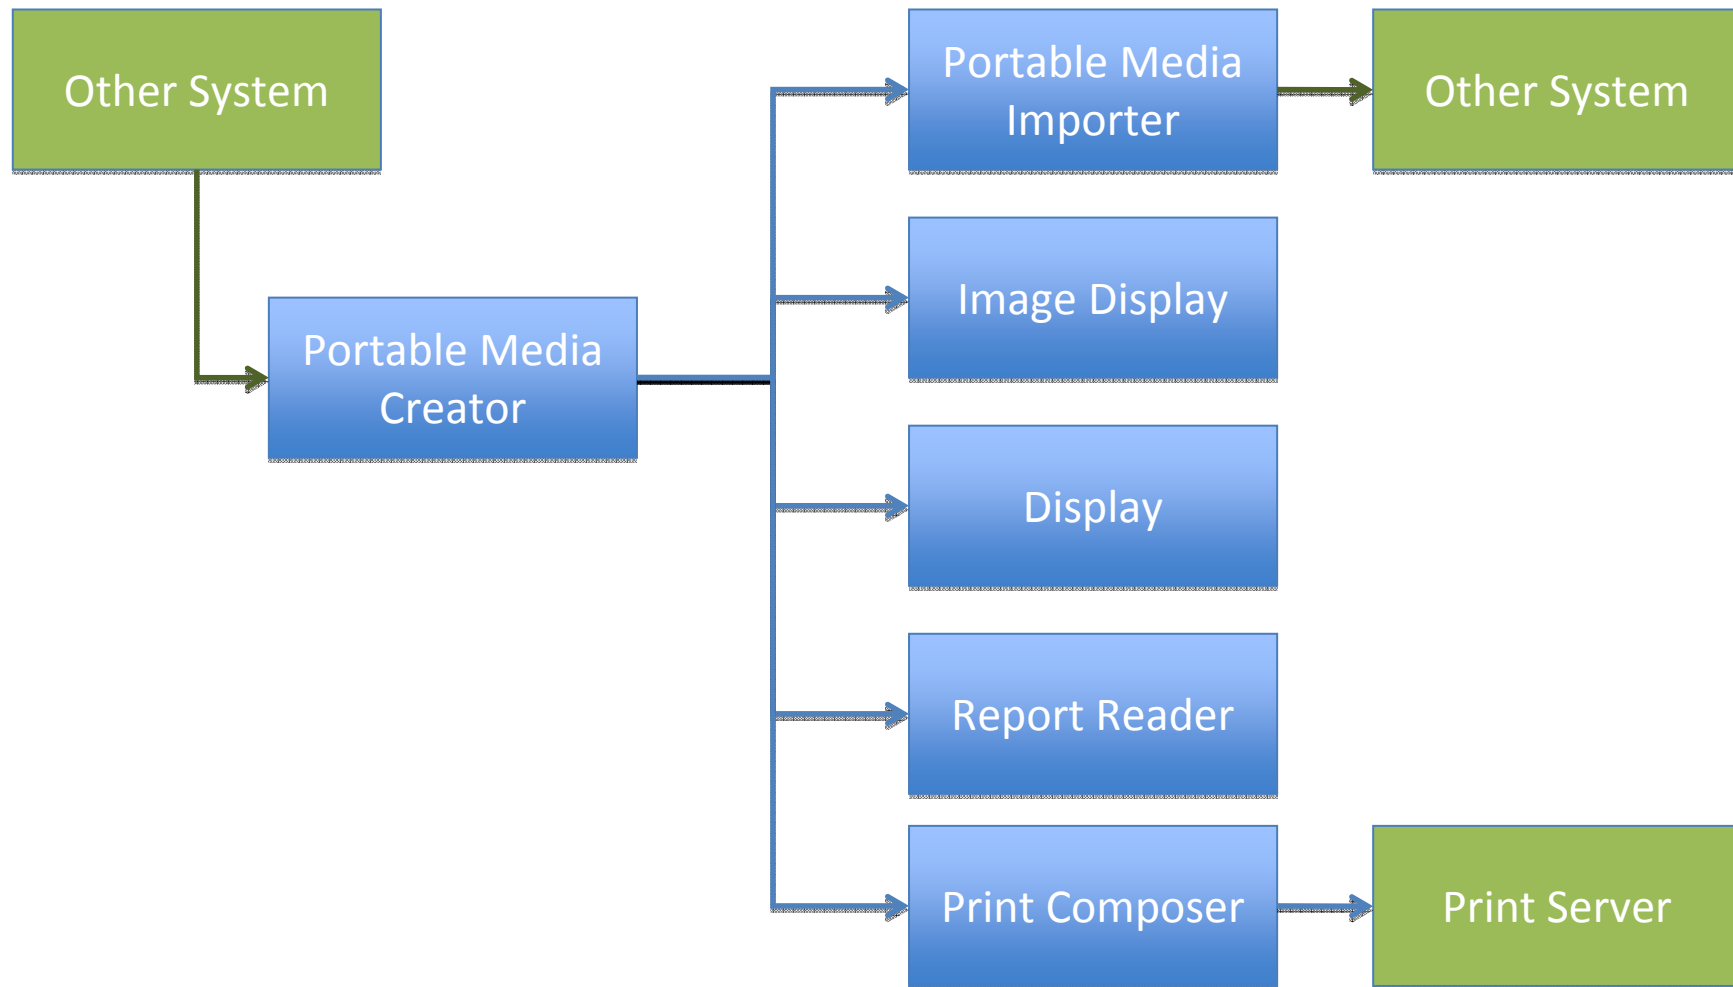 Other System
Portable Media
Importer
Other System
Image Display
Portable Media
Creator
Display
Report Reader
Print Composer
Print Server